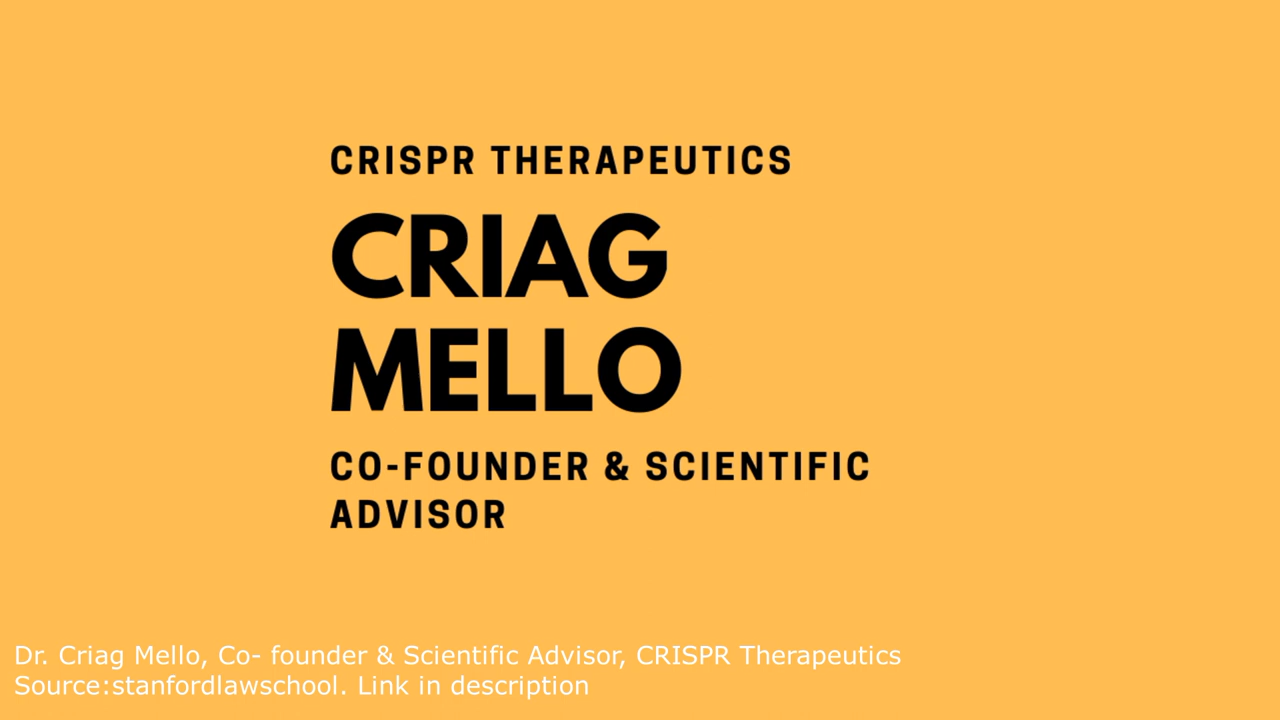 CRISPR THERAPEUTICS
CRIAG
MELLO
CO-FOUNDER & SCIENTIFIC
ADVISOR
Dr. Criag Mello, Co- founder & Scientific Advisor, CRISPR Therapeutics
Source:stanfordlawschool. Link in description